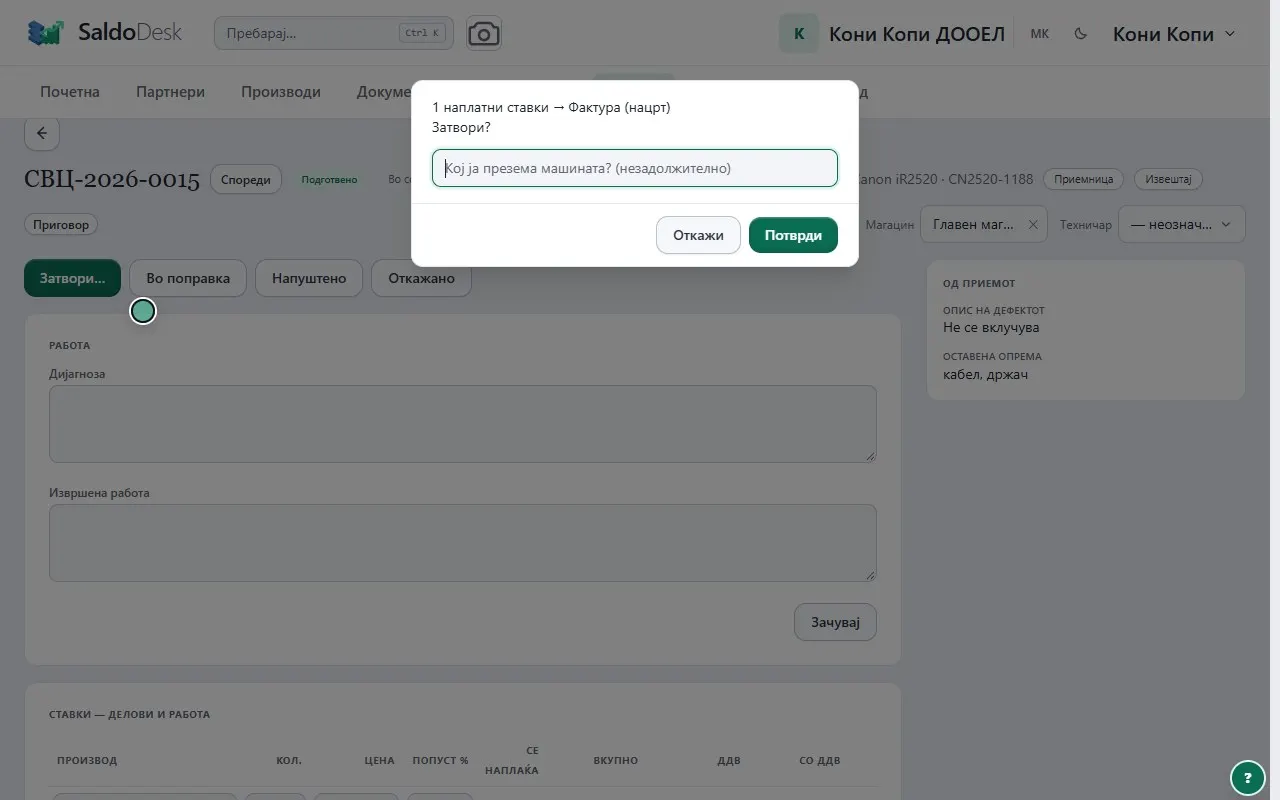 SaldoDesk
Пребарај...
Ctrl K
К
Кони Копи ДООЕЛ
МК
Кони Копи
Почетна
Партнери
Производи
1 наплатни ставки → Фактура (нацрт)
Затвори?
Кој ја презема машината? (незадолжително)
Откажи
Потврди
СВЦ-2026-0015
Спореди
Подготвено
Canon iR2520 · CN2520-1188
Приемница
Извештај
Приговор
Магацин
Главен маг...
Техничар
— неознач...
Затвори...
Во поправка
Напуштено
Откажано
РАБОТА
Дијагноза
Извршена работа
Зачувај
ОД ПРИЕМОТ
ОПИС НА ДЕФЕКТОТ
Не се вклучува
ОСТАВЕНА ОПРЕМА
кабел, држач
СТАВКИ — ДЕЛОВИ И РАБОТА
ПРОИЗВОД
КОЛ.
ЦЕНА
ПОПУСТ %
СЕ
НАПЛАЌА
ВКУПНО
ДДВ
СО ДДВ
?